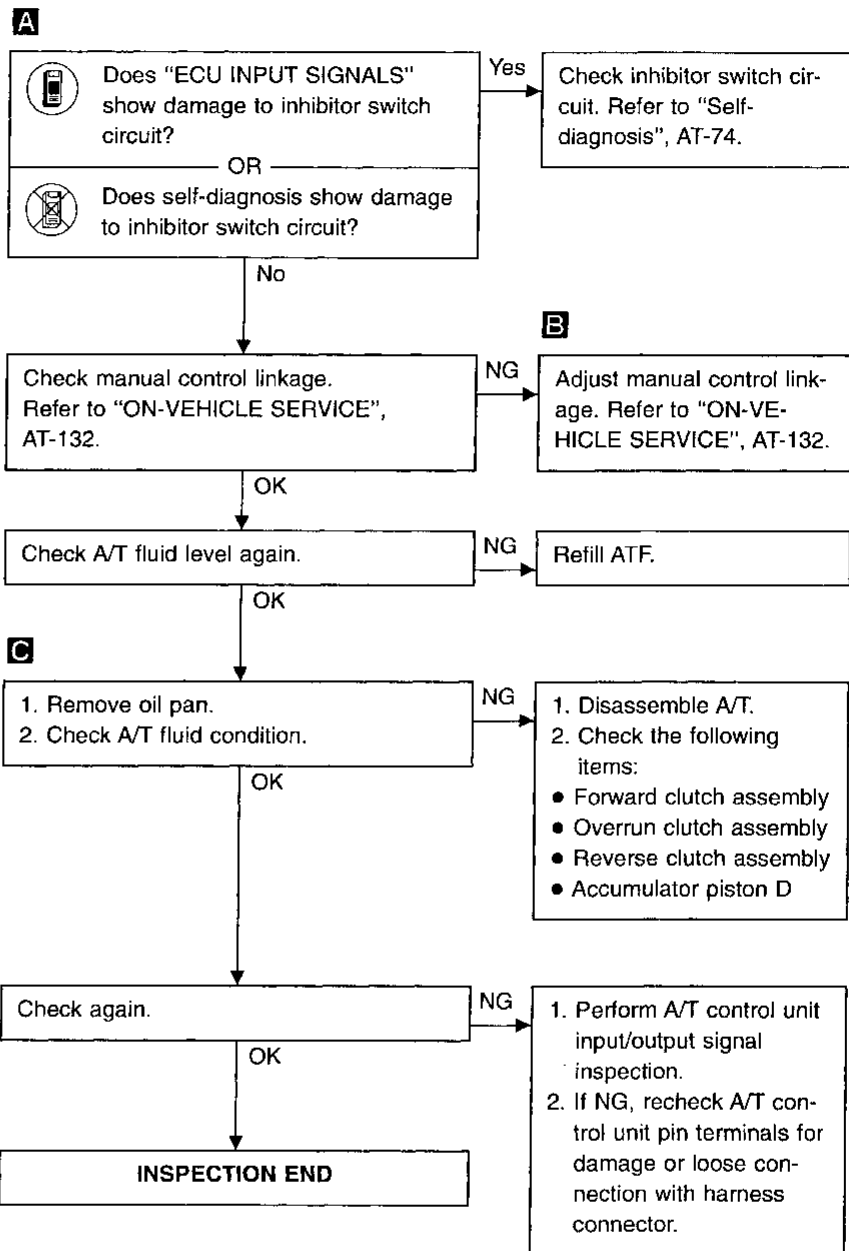 A
Does “ECU INPUT SIGNALS”
show damage to inhibitor switch
circuit?
OR
Does self-diagnosis show damage
to inhibitor switch circuit?
Yes
Check inhibitor switch cir-
cuit. Refer to “Self-
diagnosis”, AT-74.
No
Check manual control linkage.
Refer to “ON-VEHICLE SERVICE”,
AT-132.
NG
B
Adjust manual control link-
age. Refer to “ON-VE-
HICLE SERVICE”, AT-132.
OK
Check A/T fluid level again.
NG
Refill ATF.
OK
C
1. Remove oil pan.
2. Check A/T fluid condition.
NG
1. Disassemble A/T.
2. Check the following
items:
● Forward clutch assembly
● Overrun clutch assembly
● Reverse clutch assembly
● Accumulator piston D
OK
Check again.
NG
1. Perform A/T control unit
input/output signal
inspection.
2. If NG, recheck A/T con-
trol unit pin terminals for
damage or loose con-
nection with harness
connector.
OK
INSPECTION END